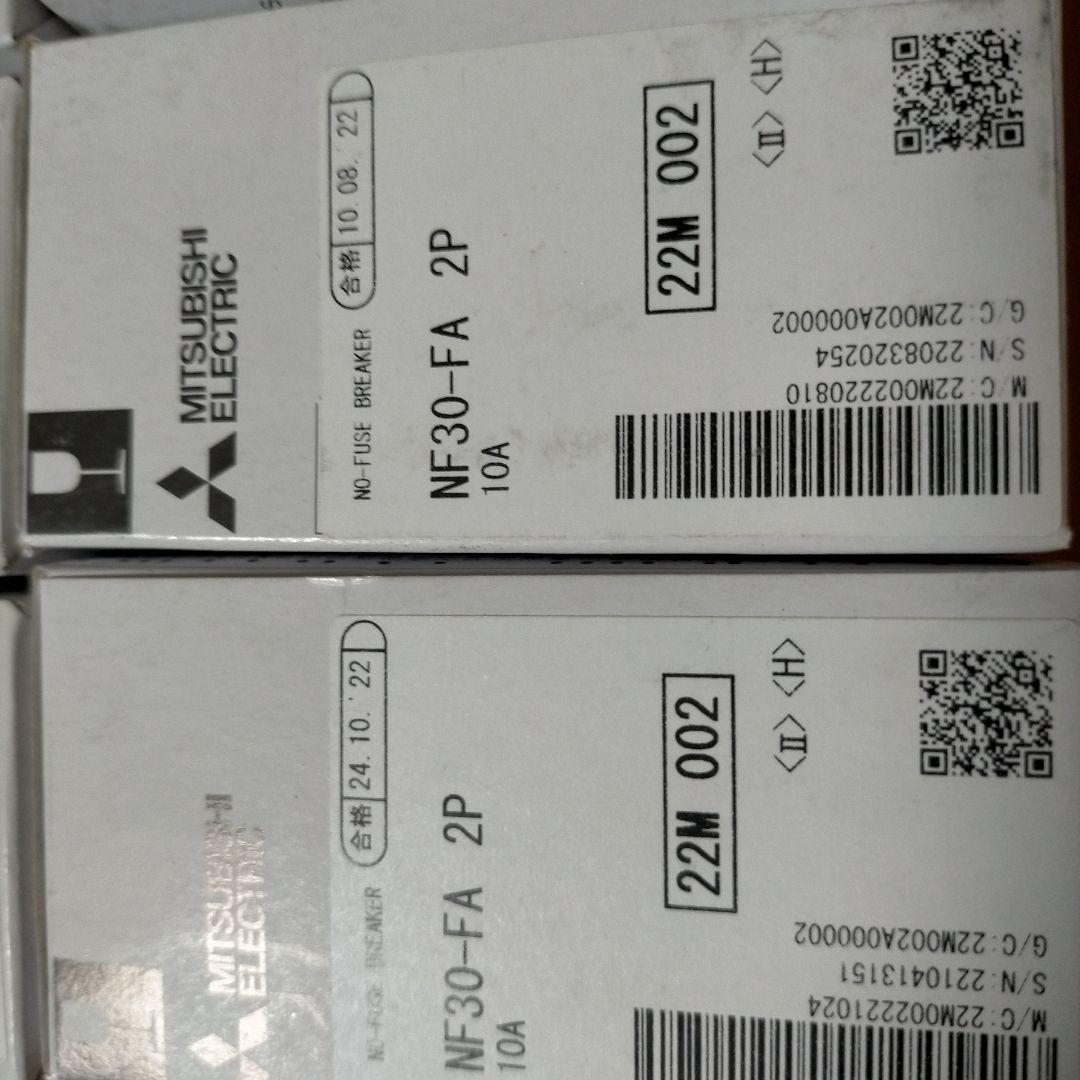 MITSUBISHI
ELECTRIC
合格 10.08.'22
NO-FUSE BREAKER
NF30-FA 2P
10A
22M 002
<II> <H>
G/C:22M002A000002
S/N:2208320254
M/C:22M002220810
MITSUBISHI
ELECTRIC
合格 24.10.'22
NO-FUSE BREAKER
NF30-FA 2P
10A
22M 002
<II> <H>
G/C:22M002A000002
S/N:2210413151
M/C:22M002221024